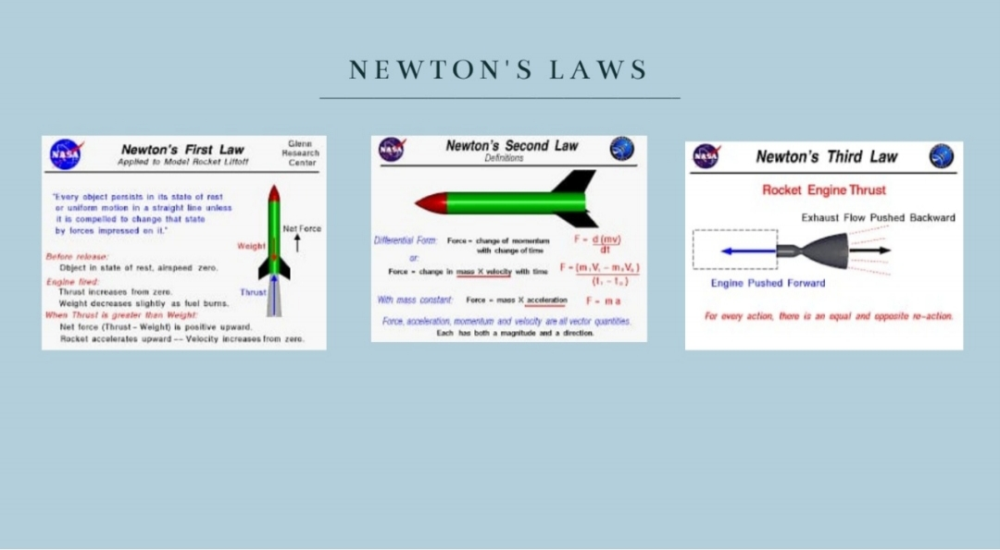 NEWTON'S LAWS
NASA
Newton's First Law
Applied to Model Rocket Liftoff
Glenn
Research
Center
"Every object persists in its state of rest
or uniform motion in a straight line unless
it is compelled to change that state
by forces impressed on it."
Net Force
Weight
Before release:
Object in state of rest, airspeed zero.
Engine fired:
Thrust increases from zero.
Thrust
Weight decreases slightly as fuel burns.
When Thrust is greater than Weight:
Net force (Thrust - Weight) is positive upward.
Rocket accelerates upward -- Velocity increases from zero.
NASA
Newton's Second Law
Definitions
Differential Form: Force = change of momentum
with change of time
F = d (mv)
dt
or:
Force = change in mass X velocity with time
F = (m₁V₁ - m₀V₀)
(t₁ - t₀)
With mass constant: Force = mass X acceleration F = m a
Force, acceleration, momentum and velocity are all vector quantities.
Each has both a magnitude and a direction.
NASA
Newton's Third Law
Rocket Engine Thrust
Exhaust Flow Pushed Backward
Engine Pushed Forward
For every action, there is an equal and opposite re-action.